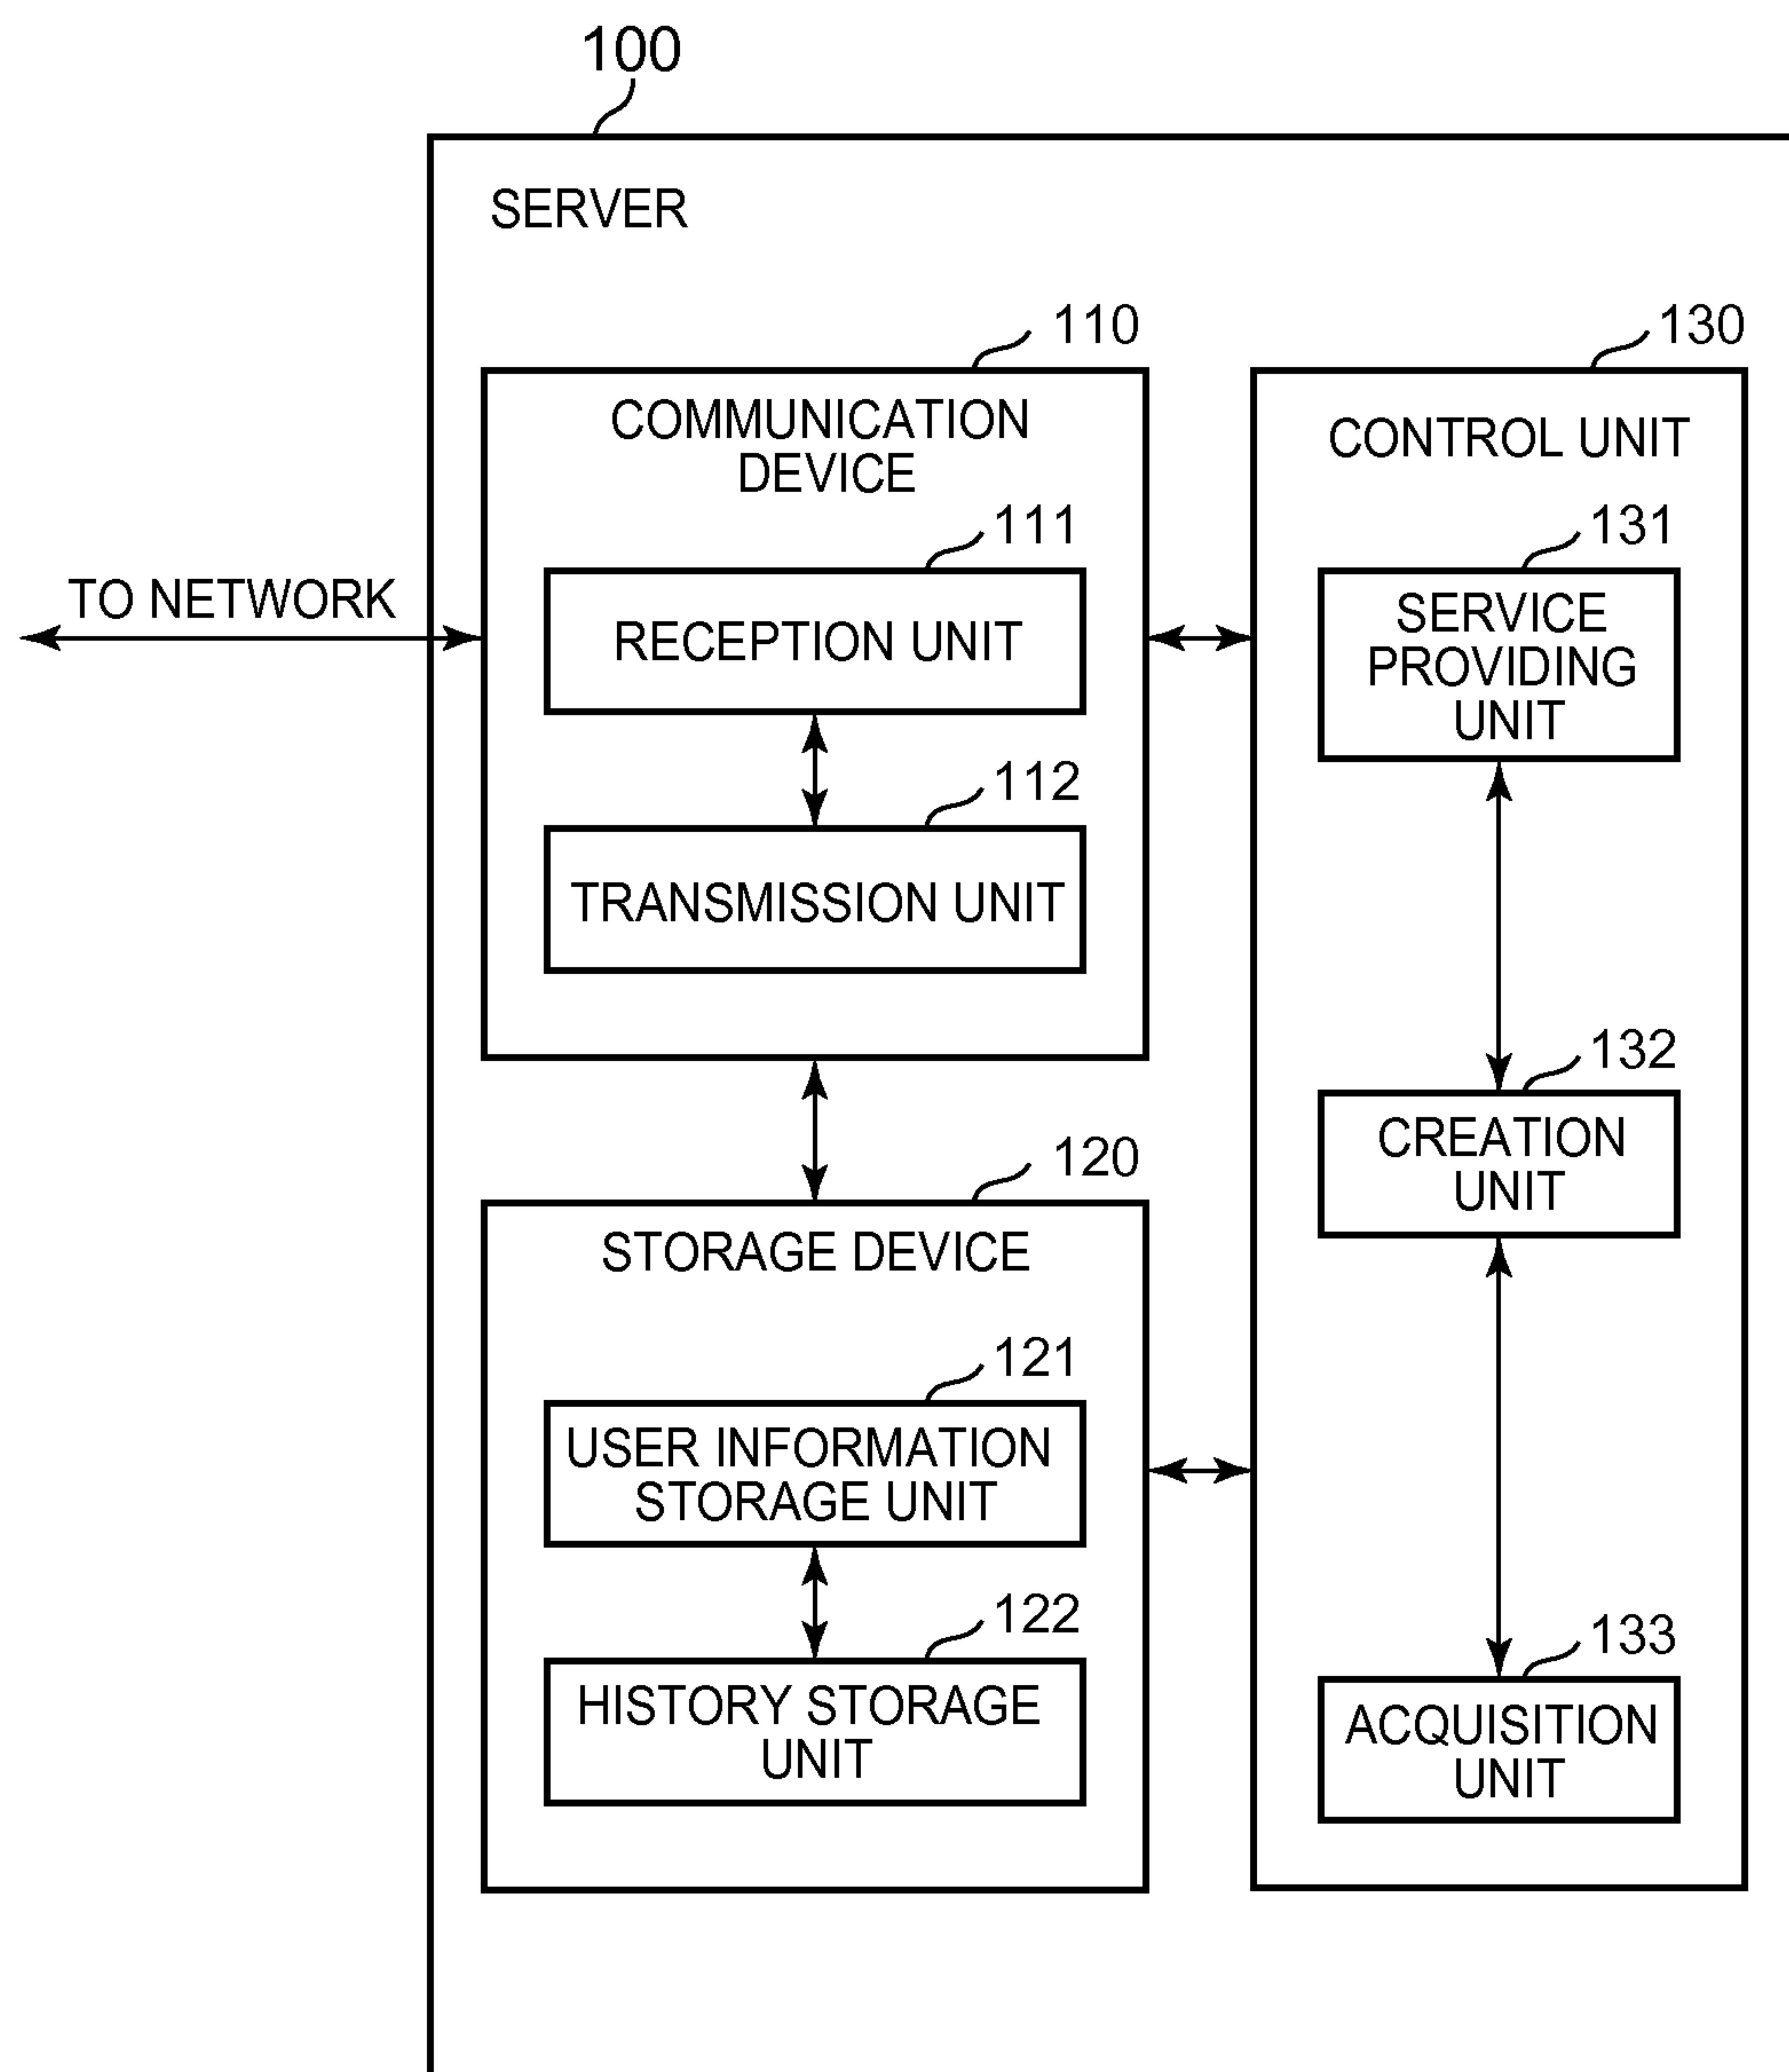 100
SERVER
110
COMMUNICATION
DEVICE
111
RECEPTION UNIT
112
TRANSMISSION UNIT
TO NETWORK
120
STORAGE DEVICE
121
USER INFORMATION
STORAGE UNIT
122
HISTORY STORAGE
UNIT
130
CONTROL UNIT
131
SERVICE
PROVIDING
UNIT
132
CREATION
UNIT
133
ACQUISITION
UNIT